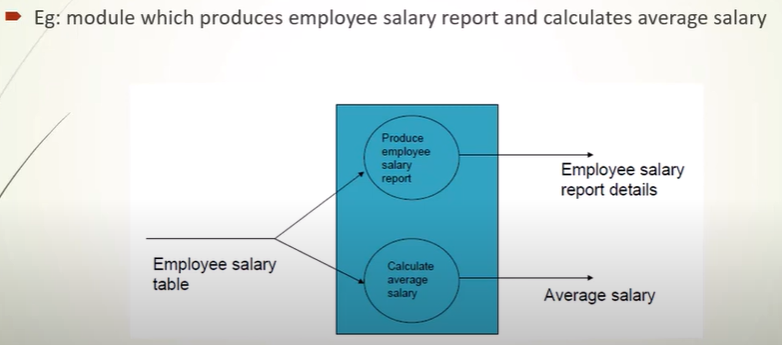 Eg: module which produces employee salary report and calculates average salary
Produce
employee
salary
report
Employee salary
report details
Employee salary
table
Calculate
average
salary
Average salary